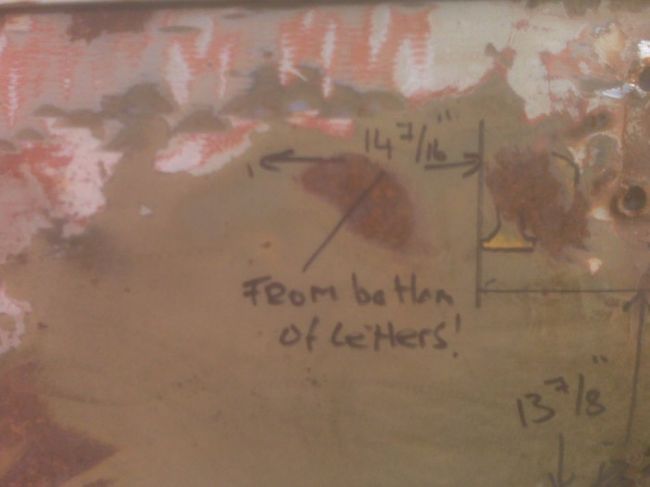 14 7/16"
From bottom
of Letters!
13 7/8"